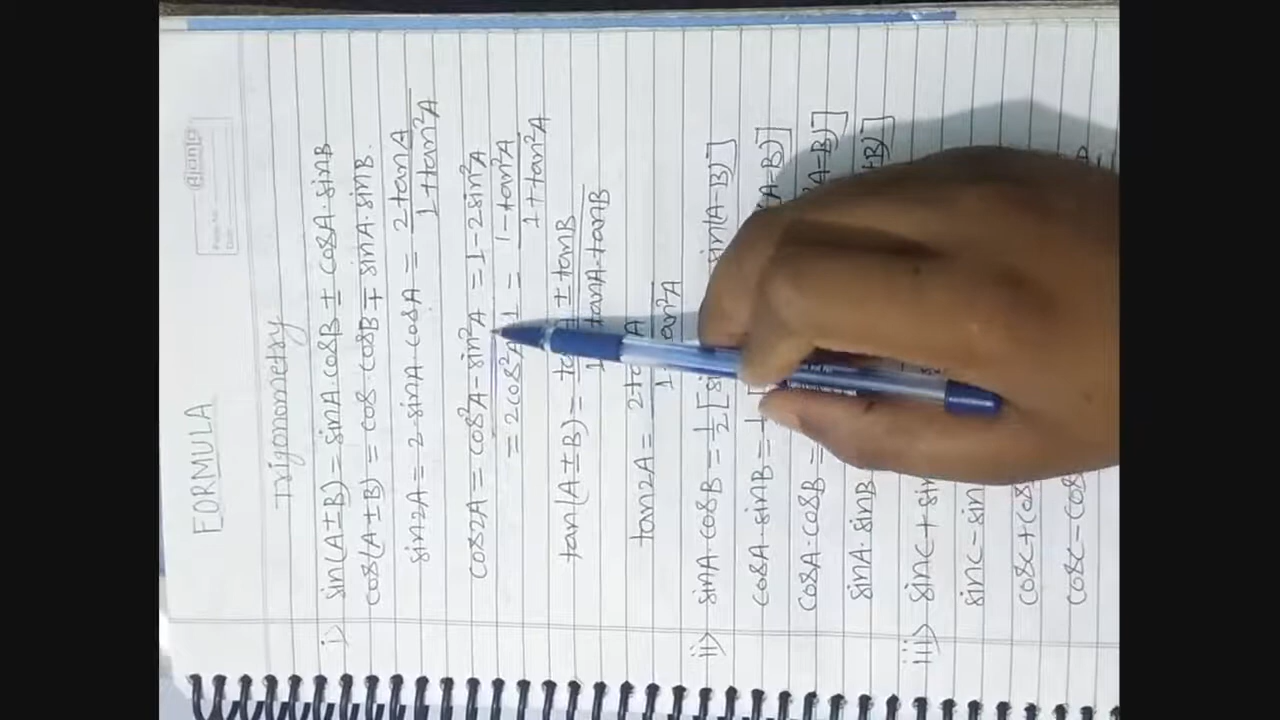 FORMULA
Trigonometry
i) sin(A±B) = sinA·cosB ± cosA·sinB
cos(A±B) = cos·cosB ∓ sinA·sinB.
sin2A = 2·sinA·cosA = 2tanA / 1+tan²A
cos2A = cos²A - sin²A = 1-2sin²A
= 2cos²A 1 = 1-tan²A / 1+tan²A
tan(A±B) = ± tanB / 1 tanA·tanB
tan2A = A / 1 tan²A
ii) sinA·cosB = 1/2 [ sin(A-B)]
cosA·sinB = (A-B)]
cosA·cosB = (A-B)]
sinA·sinB +B)]
iii) sinC + sin
sinC - sin
cosC + cos
cosC - cos